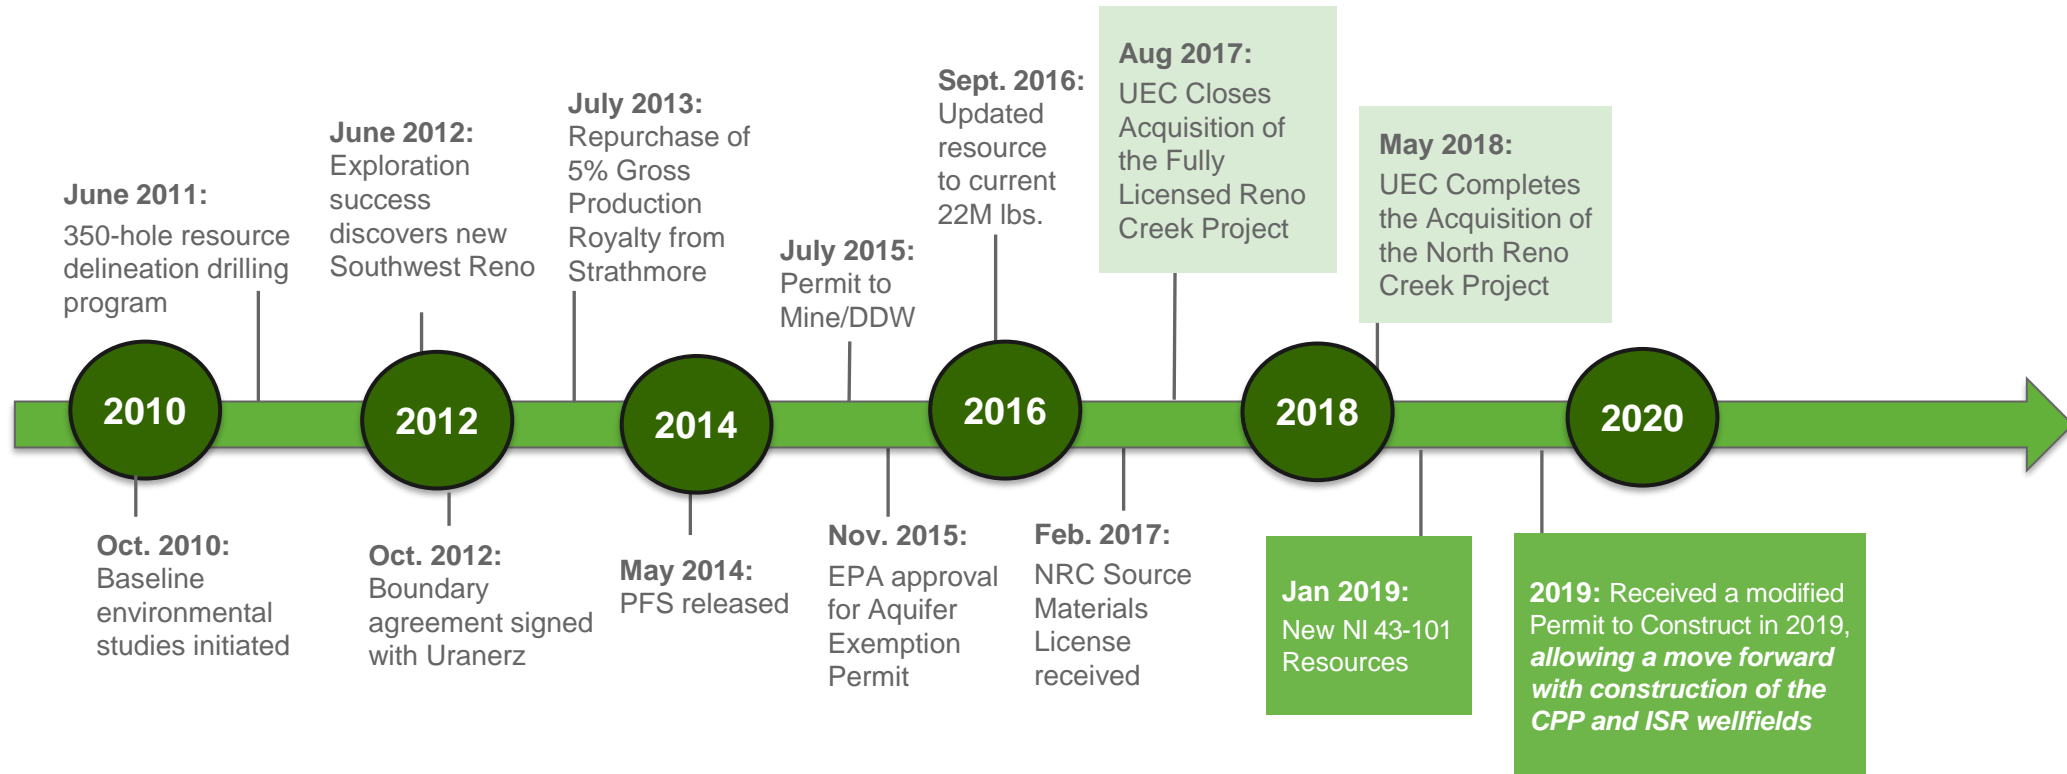 June 2011:
350-hole resource
delineation drilling
program
June 2012:
Exploration
success
discovers new
Southwest Reno
July 2013:
Repurchase of
5% Gross
Production
Royalty from
Strathmore
July 2015:
Permit to
Mine/DDW
Sept. 2016:
Updated
resource
to current
22M lbs.
Aug 2017:
UEC Closes
Acquisition of
the Fully
Licensed Reno
Creek Project
May 2018:
UEC Completes
the Acquisition of
the North Reno
Creek Project
2010
2012
2014
2016
2018
2020
Oct. 2010:
Baseline
environmental
studies initiated
Oct. 2012:
Boundary
agreement signed
with Uranerz
May 2014:
PFS released
Nov. 2015:
EPA approval
for Aquifer
Exemption
Permit
Feb. 2017:
NRC Source
Materials
License
received
Jan 2019:
New NI 43-101
Resources
2019: Received a modified
Permit to Construct in 2019,
allowing a move forward
with construction of the
CPP and ISR wellfields